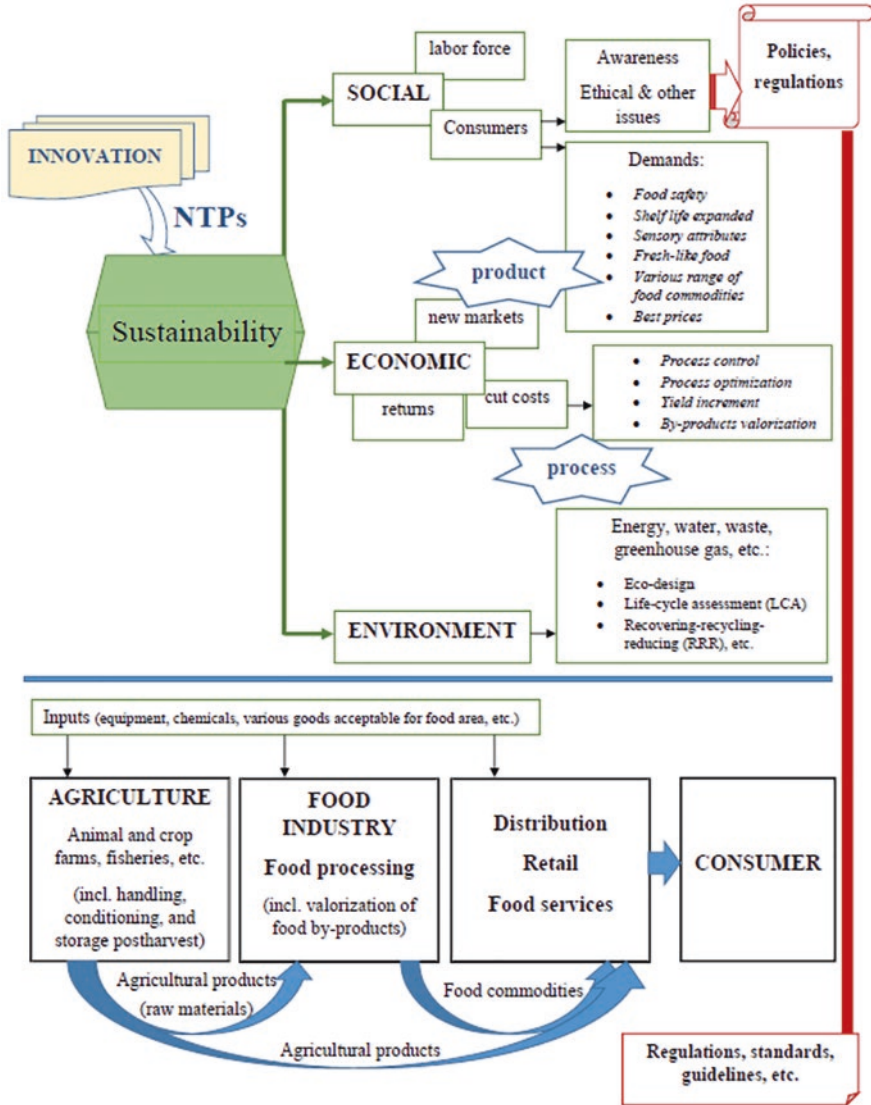 labor force
SOCIAL
Consumers
Awareness
Ethical & other
issues
Policies,
regulations
INNOVATION
NTPs
Sustainability
Demands:
• Food safety
• Shelf life expanded
• Sensory attributes
• Fresh-like food
• Various range of
food commodities
• Best prices
product
new markets
ECONOMIC
returns
cut costs
• Process control
• Process optimization
• Yield increment
• By-products valorization
process
Energy, water, waste,
greenhouse gas, etc.:
• Eco-design
• Life-cycle assessment (LCA)
• Recovering-recycling-
reducing (RRR), etc.
ENVIRONMENT
Inputs (equipment, chemicals, various goods acceptable for food area, etc.)
AGRICULTURE
Animal and crop
farms, fisheries, etc.
(incl. handling,
conditioning, and
storage postharvest)
FOOD
INDUSTRY
Food processing
(incl. valorization of
food by-products)
Distribution
Retail
Food services
CONSUMER
Agricultural products
(raw materials)
Food commodities
Agricultural products
Regulations, standards,
guidelines, etc.